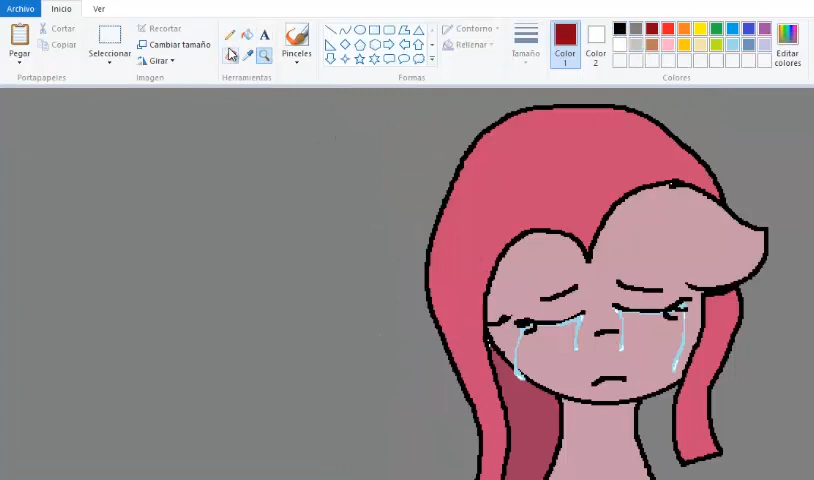 Archivo Inicio Ver
Pegar
Cortar
Copiar
Portapapeles
Seleccionar
Recortar
Cambiar tamaño
Girar
Imagen
A
Herramientas
Pinceles
Contorno
Rellenar
Formas
Tamaño
Color 1
Color 2
Editar colores
Colores